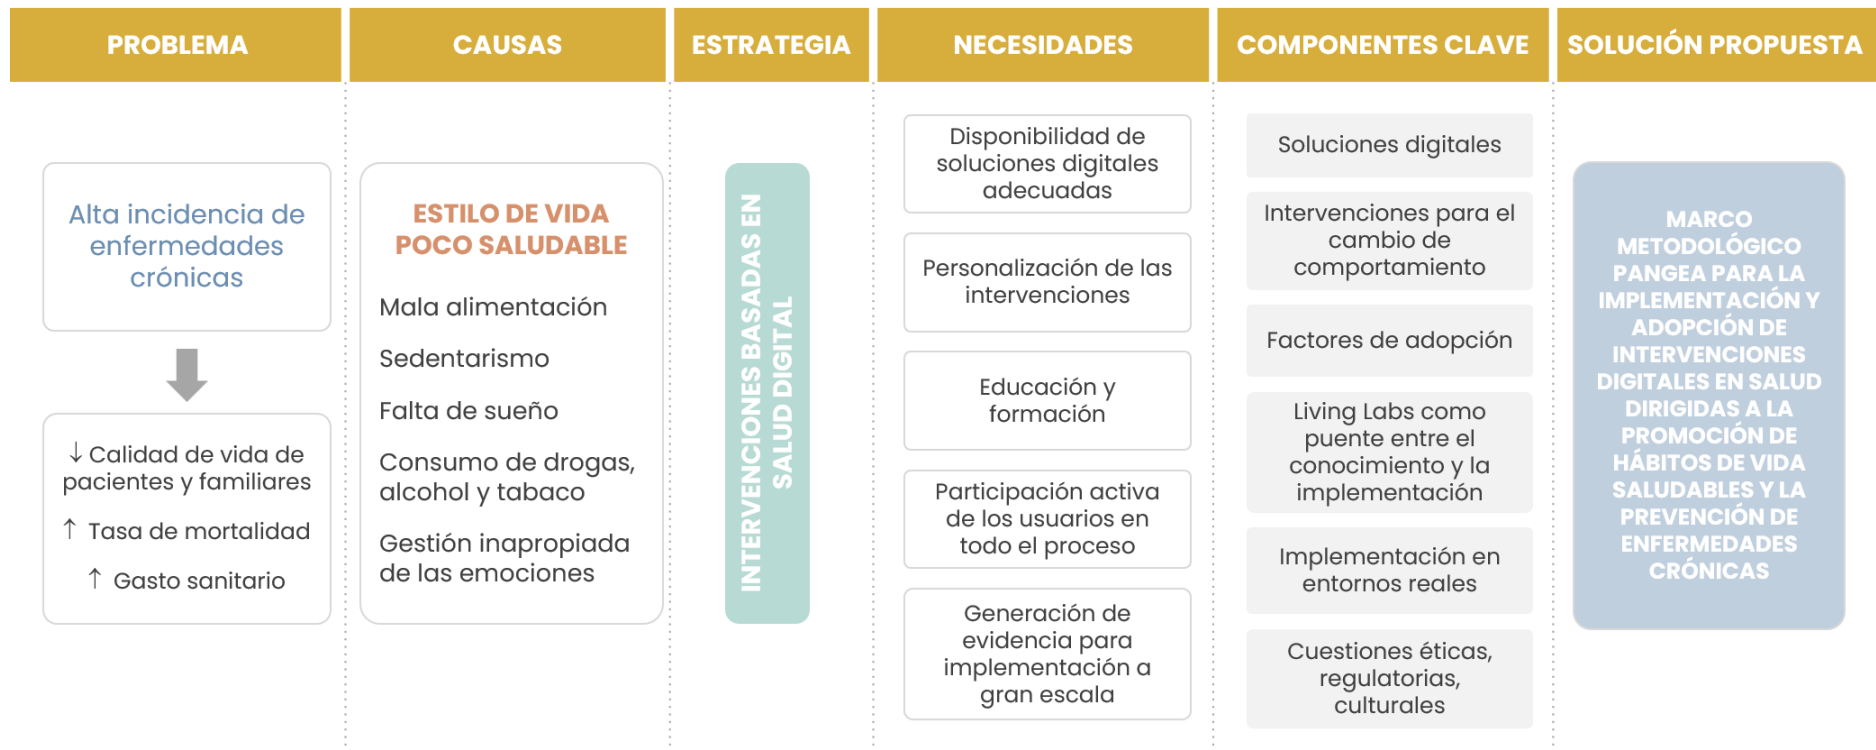 PROBLEMA
CAUSAS
ESTRATEGIA
NECESIDADES
COMPONENTES CLAVE
SOLUCIÓN PROPUESTA
Alta incidencia de
enfermedades
crónicas
↓ Calidad de vida de
pacientes y familiares
↑ Tasa de mortalidad
↑ Gasto sanitario
ESTILO DE VIDA
POCO SALUDABLE
Mala alimentación
Sedentarismo
Falta de sueño
Consumo de drogas,
alcohol y tabaco
Gestión inapropiada
de las emociones
INTERVENCIONES BASADAS EN
SALUD DIGITAL
Disponibilidad de
soluciones digitales
adecuadas
Personalización de las
intervenciones
Educación y
formación
Participación activa
de los usuarios en
todo el proceso
Generación de
evidencia para
implementación a
gran escala
Soluciones digitales
Intervenciones para el
cambio de
comportamiento
Factores de adopción
Living Labs como
puente entre el
conocimiento y la
implementación
Implementación en
entornos reales
Cuestiones éticas,
regulatorias,
culturales
MARCO
METODOLÓGICO
PANGEA PARA LA
IMPLEMENTACIÓN Y
ADOPCIÓN DE
INTERVENCIONES
DIGITALES EN SALUD
DIRIGIDAS A LA
PROMOCIÓN DE
HÁBITOS DE VIDA
SALUDABLES Y LA
PREVENCIÓN DE
ENFERMEDADES
CRÓNICAS